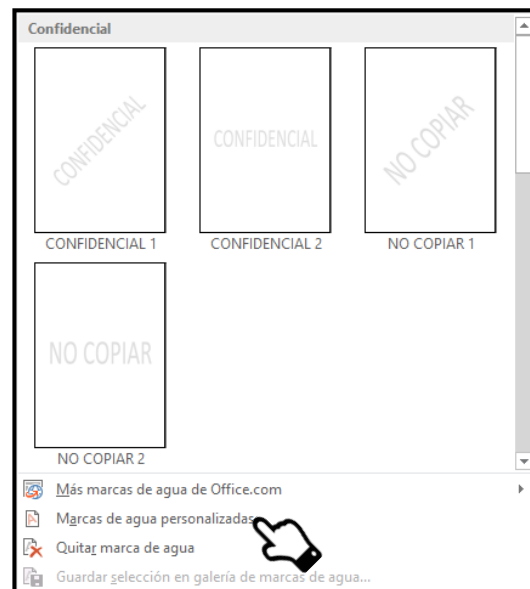 Confidencial
CONFIDENCIAL
CONFIDENCIAL
NO COPIAR
CONFIDENCIAL 1
CONFIDENCIAL 2
NO COPIAR 1
NO COPIAR
NO COPIAR 2
Más marcas de agua de Office.com
Marcas de agua personalizadas
Quitar marca de agua
Guardar selección en galería de marcas de agua...